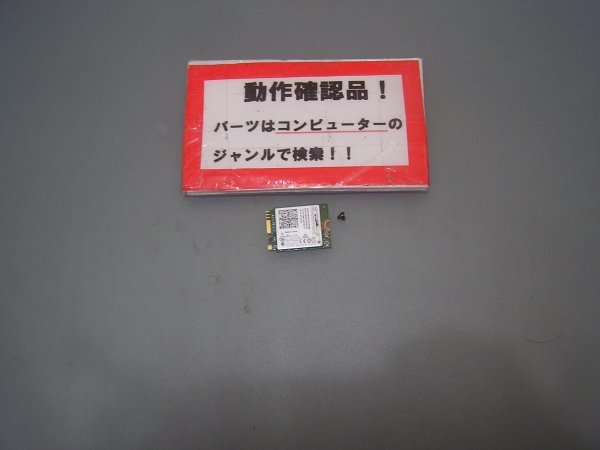 動作確認品！
パーツはコンピューターの
ジャンルで検索！！